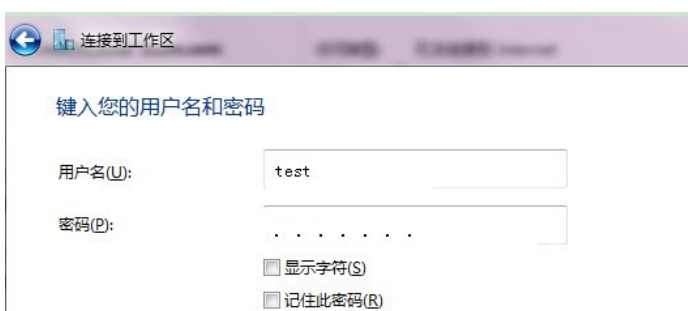 连接到工作区
键入您的用户名和密码
用户名(U):
test
密码(P):
. . . . . . .
显示字符(S)
记住此密码(R)